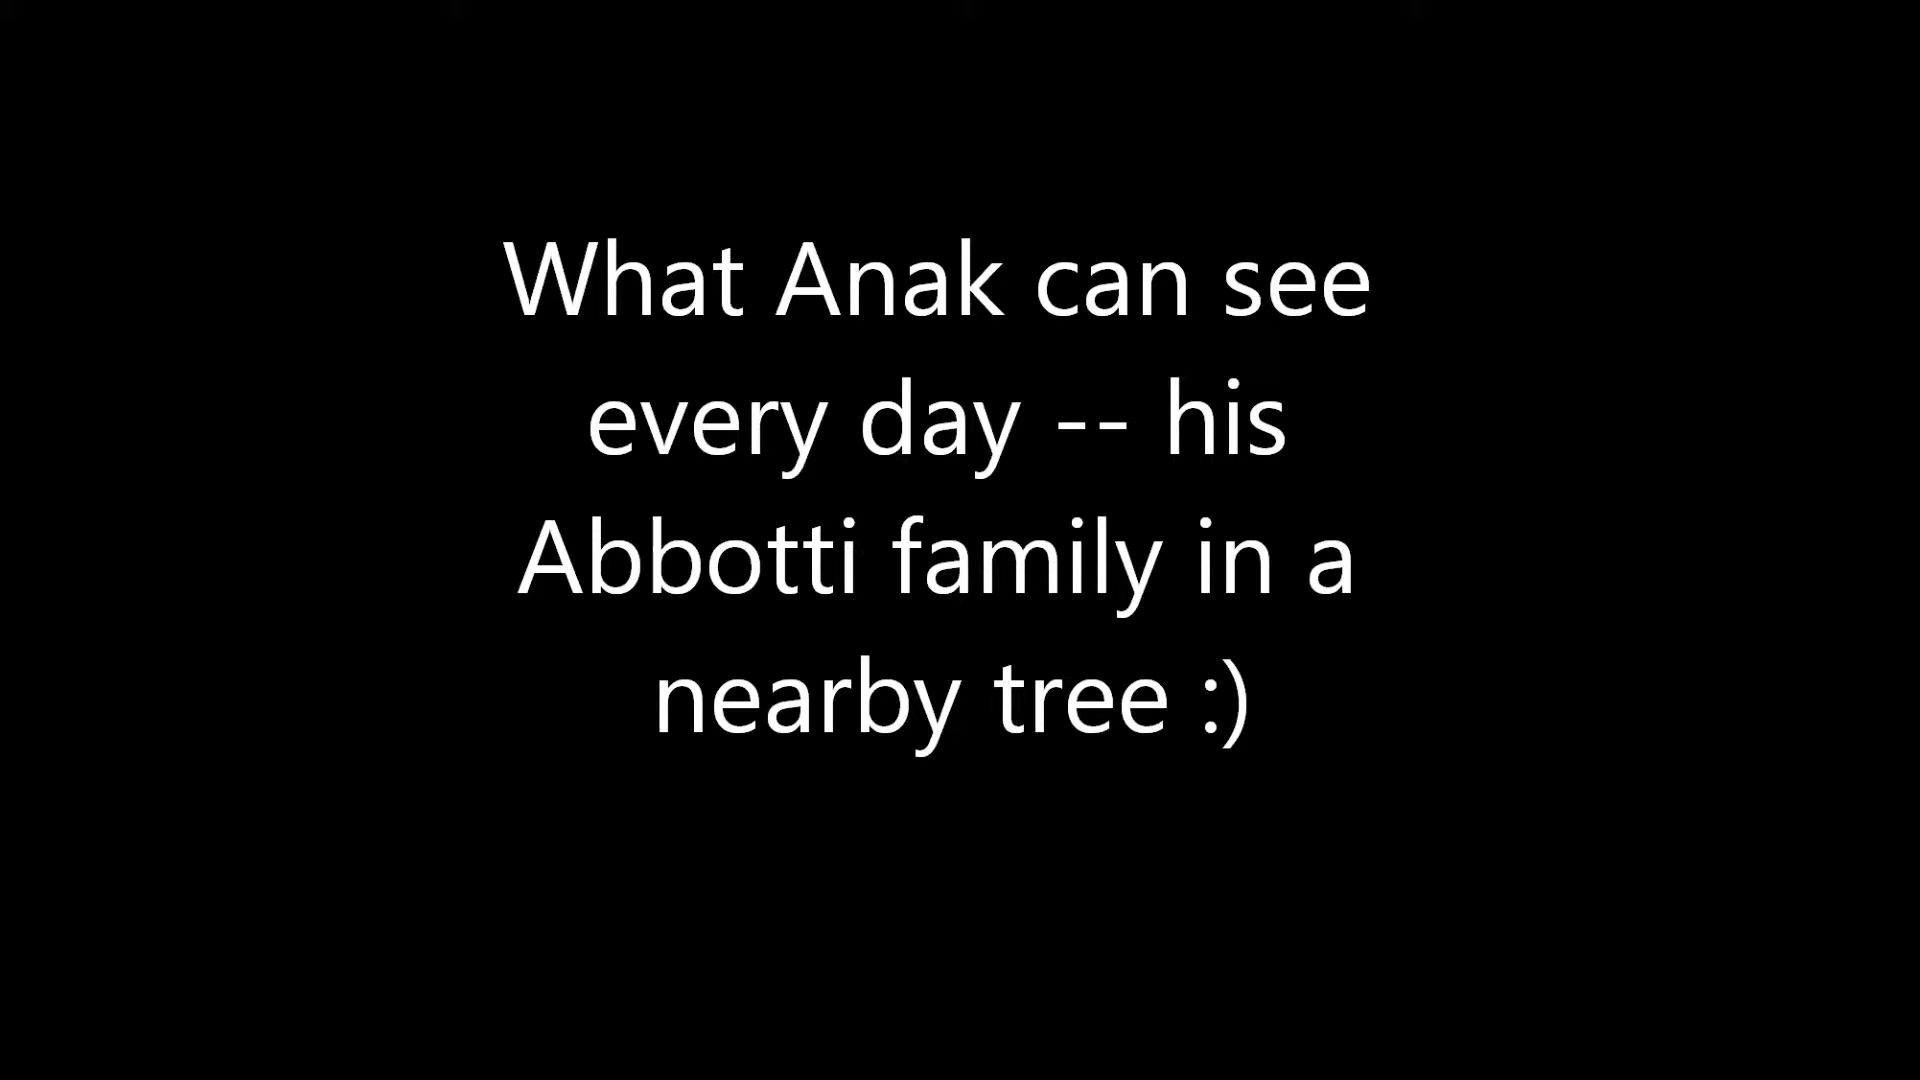 What Anak can see
every day -- his
Abbotti family in a
nearby tree :)